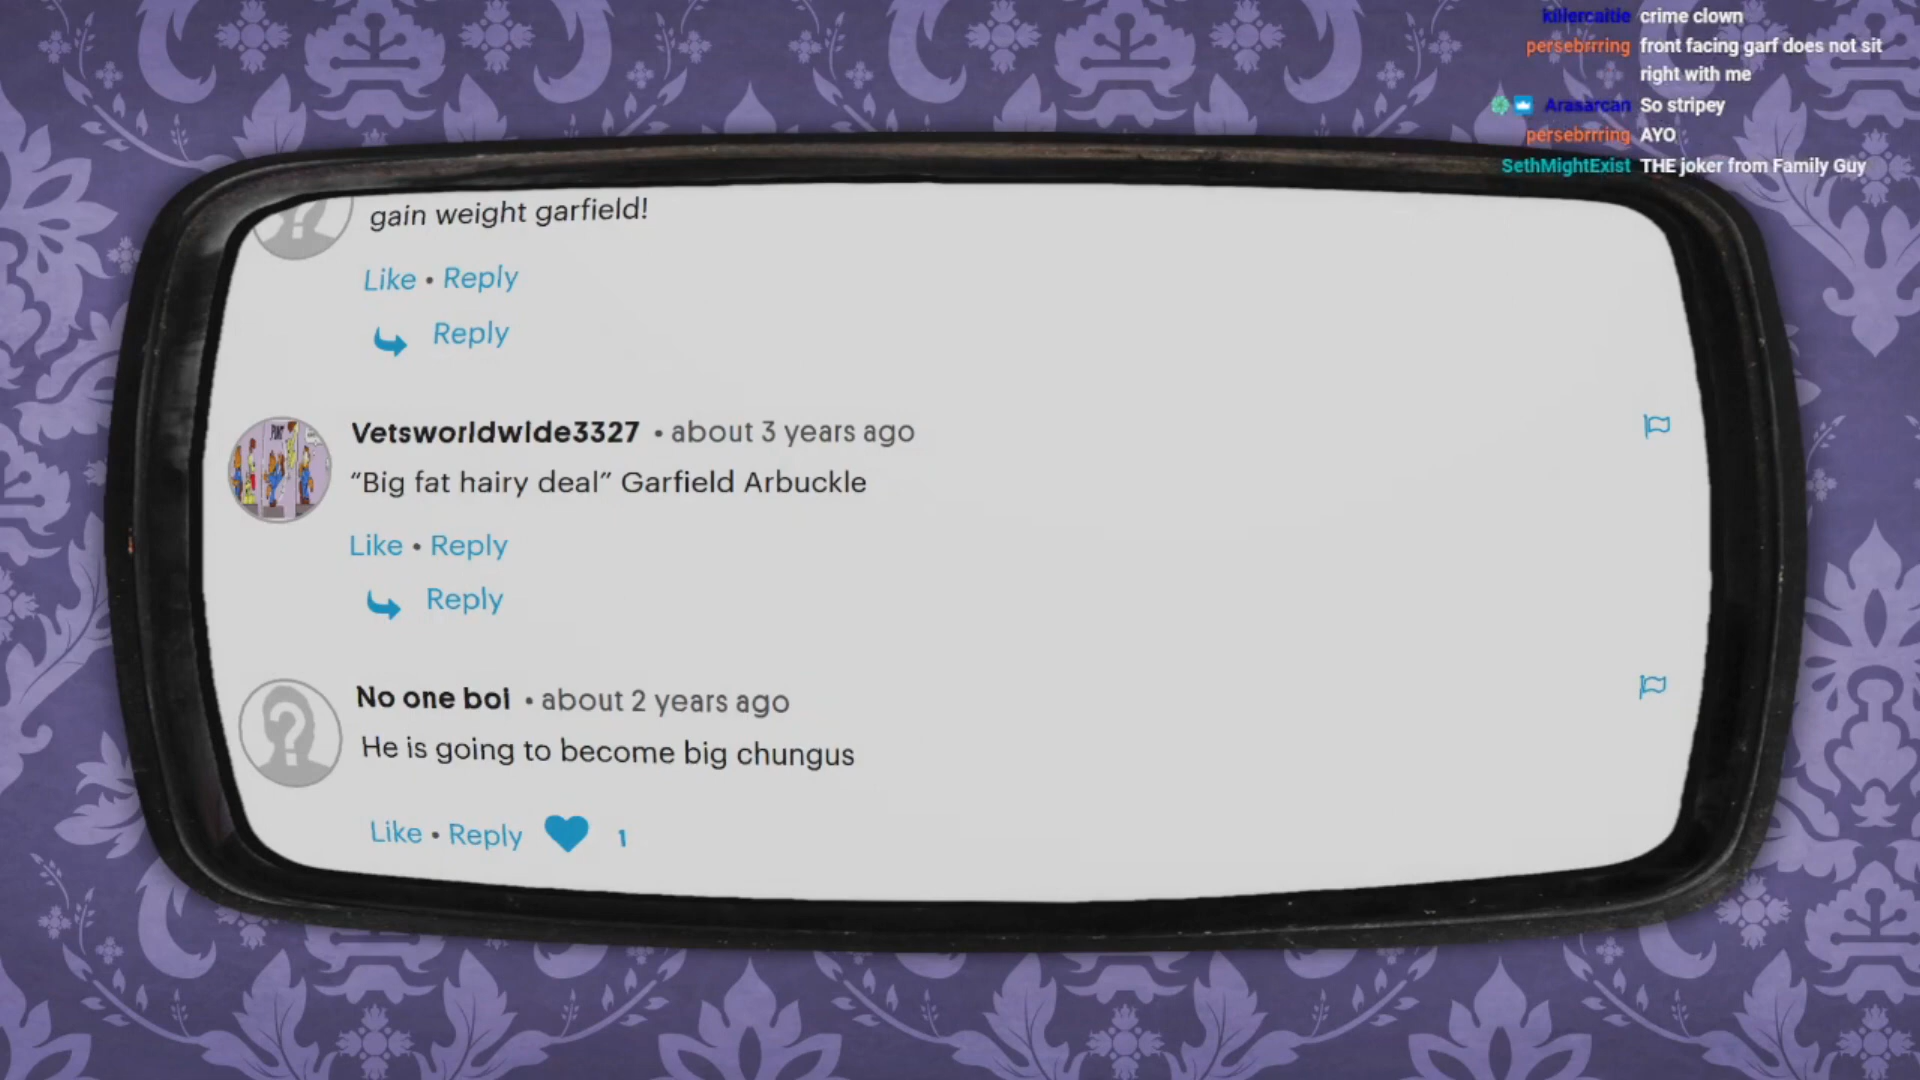 killercaitie crime clown
persebrrring front facing garf does not sit
right with me
Arasarcan So stripey
persebrrring AYO
SethMightExist THE joker from Family Guy
gain weight garfield!
Like • Reply
Reply
Vetsworldwide3327 • about 3 years ago
“Big fat hairy deal” Garfield Arbuckle
Like • Reply
Reply
No one boi • about 2 years ago
He is going to become big chungus
Like • Reply 1